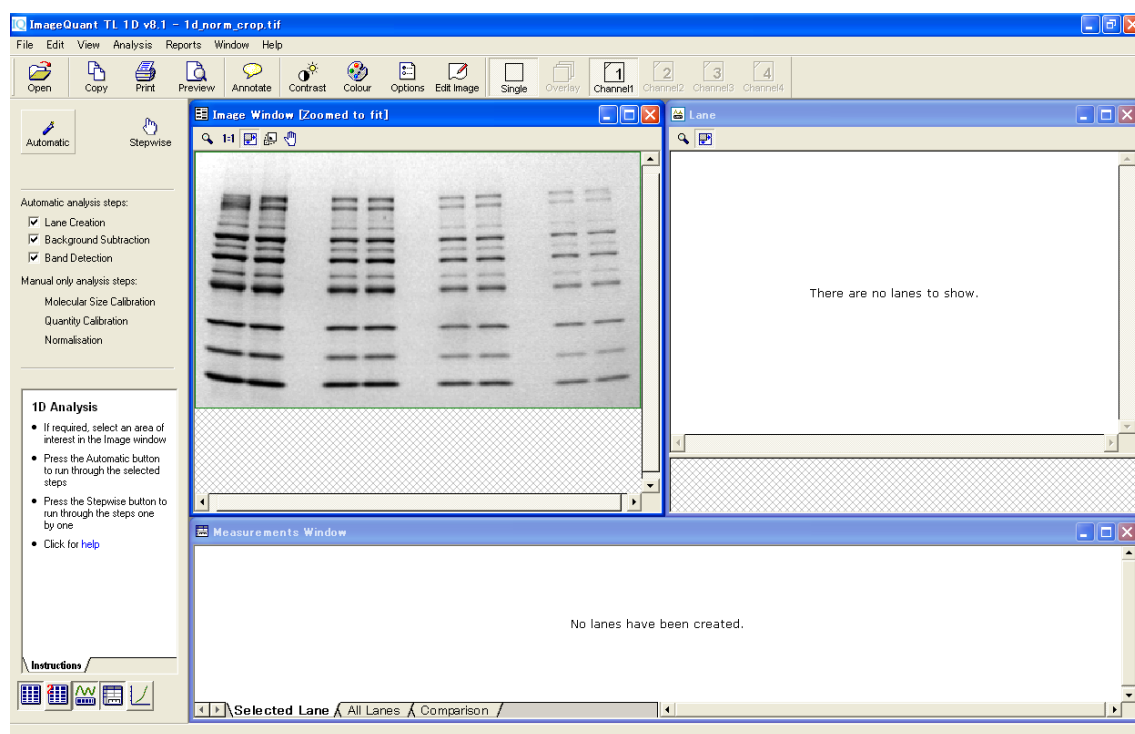 ImageQuant TL 1D v8.1 - 1d_norm_crop.tif
File Edit View Analysis Reports Window Help
Open Copy Print Preview Annotate Contrast Colour Options Edit Image Single Overlay Channel1 Channel2 Channel3 Channel4
1 2 3 4
Automatic Stepwise
Automatic analysis steps:
Lane Creation
Background Subtraction
Band Detection
Manual only analysis steps:
Molecular Size Calibration
Quantity Calibration
Normalisation
1D Analysis
If required, select an area of
interest in the Image window
Press the Automatic button
to run through the selected
steps
Press the Stepwise button to
run through the steps one
by one
Click for help
Instructions
Image Window [Zoomed to fit]
1:1
Lane
There are no lanes to show.
Measurements Window
No lanes have been created.
Selected Lane All Lanes Comparison